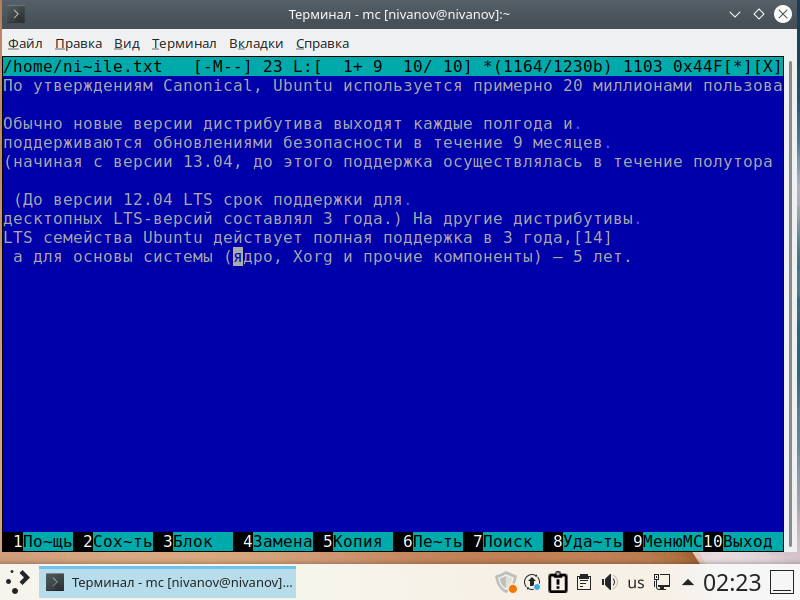 Терминал - mc [nivanov@nivanov]:~
Файл Правка Вид Терминал Вкладки Справка
/home/ni~ile.txt [-M--] 23 L:[ 1+ 9 10/ 10] *(1164/1230b) 1103 0x44F[*][X]
По утверждениям Canonical, Ubuntu используется примерно 20 миллионами пользова
Обычно новые версии дистрибутива выходят каждые полгода и.
поддерживаются обновлениями безопасности в течение 9 месяцев.
(начиная с версии 13.04, до этого поддержка осуществлялась в течение полутора
(До версии 12.04 LTS срок поддержки для.
десктопных LTS-версий составлял 3 года.) На другие дистрибутивы.
LTS семейства Ubuntu действует полная поддержка в 3 года,[14]
а для основы системы (ядро, Xorg и прочие компоненты) — 5 лет.
1По~щь 2Сох~ть 3Блок 4Замена 5Копия 6Пе~ть 7Поиск 8Уда~ть 9МенюMC 10Выход
Терминал - mc [nivanov@nivanov]:... us 02:23